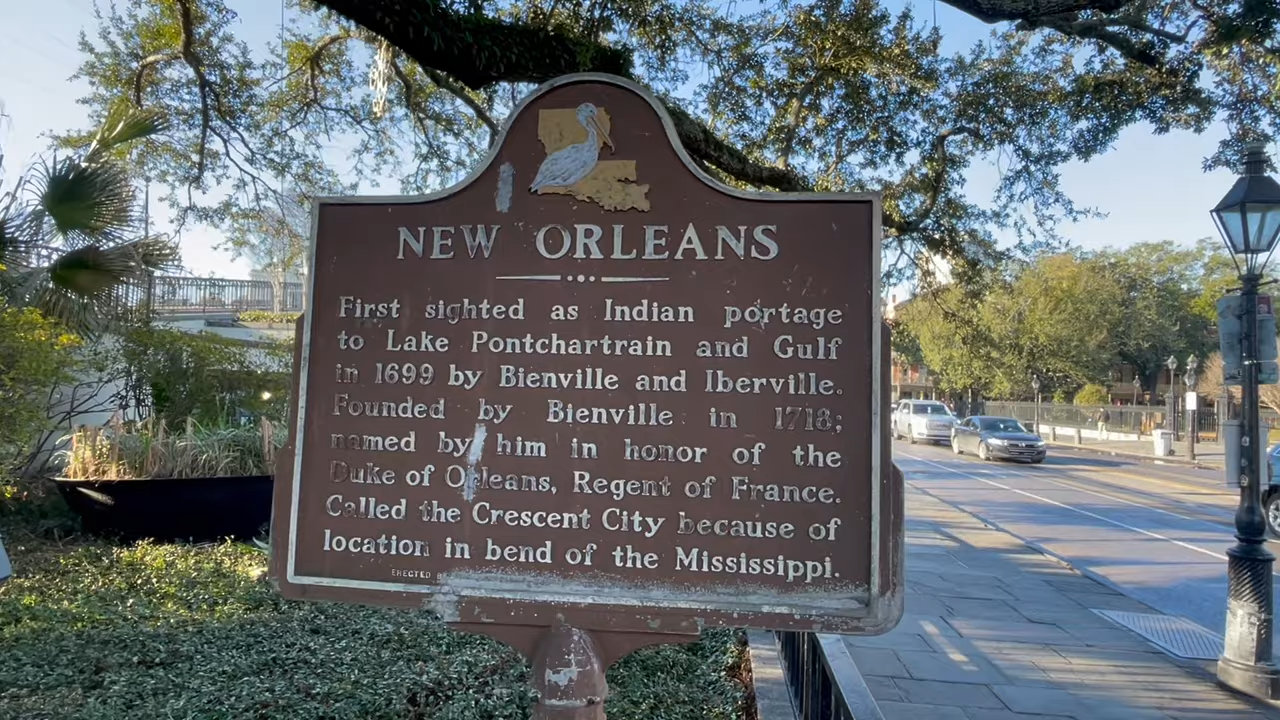 NEW ORLEANS
First sighted as Indian portage
to Lake Pontchartrain and Gulf
in 1699 by Bienville and Iberville.
Founded by Bienville in 1718;
named by him in honor of the
Duke of Orleans, Regent of France.
Called the Crescent City because of
location in bend of the Mississippi.
ERECTED